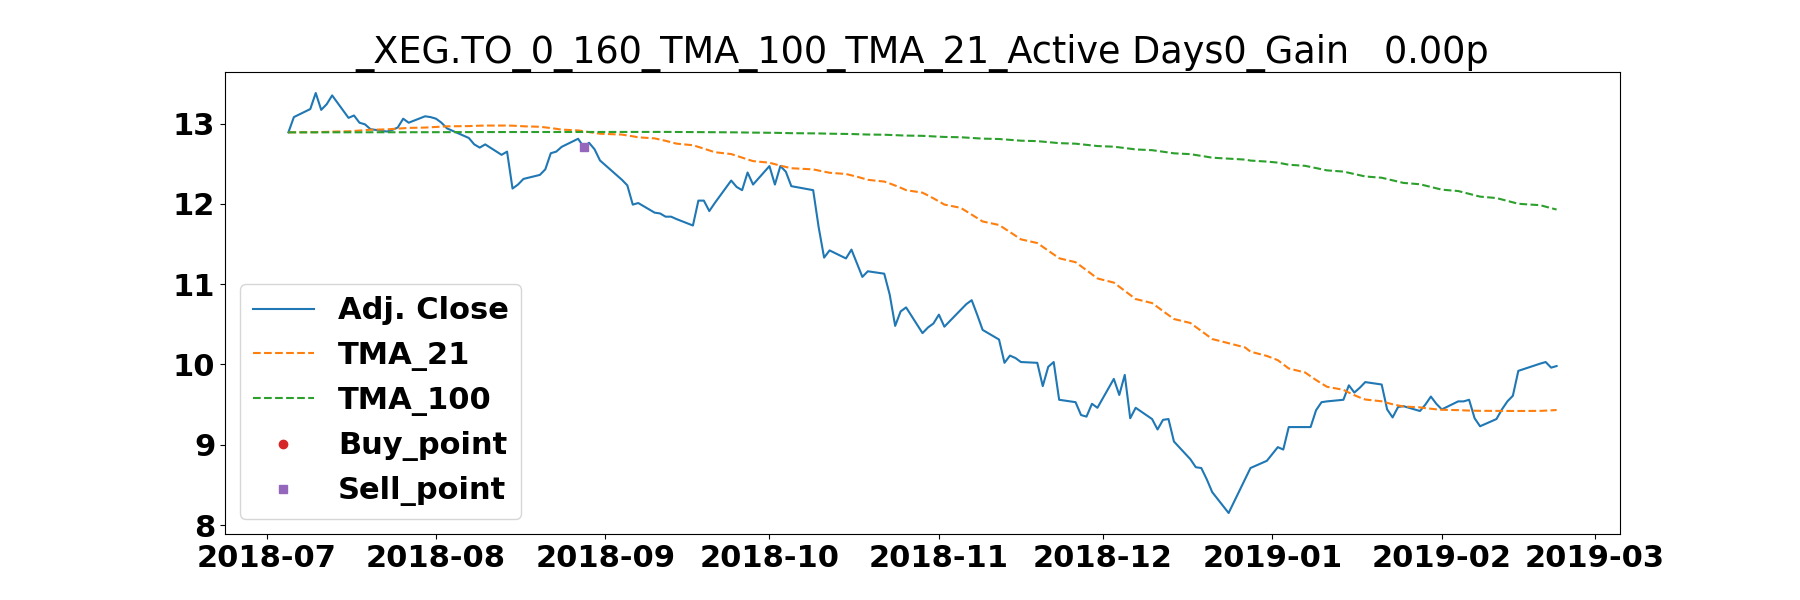 _XEG.TO_0_160_TMA_100_TMA_21_Active Days0_Gain   0.00p
13
12
11
10
9
8
Adj. Close
TMA_21
TMA_100
Buy_point
Sell_point
2018-07 2018-08 2018-09 2018-10 2018-11 2018-12 2019-01 2019-02 2019-03